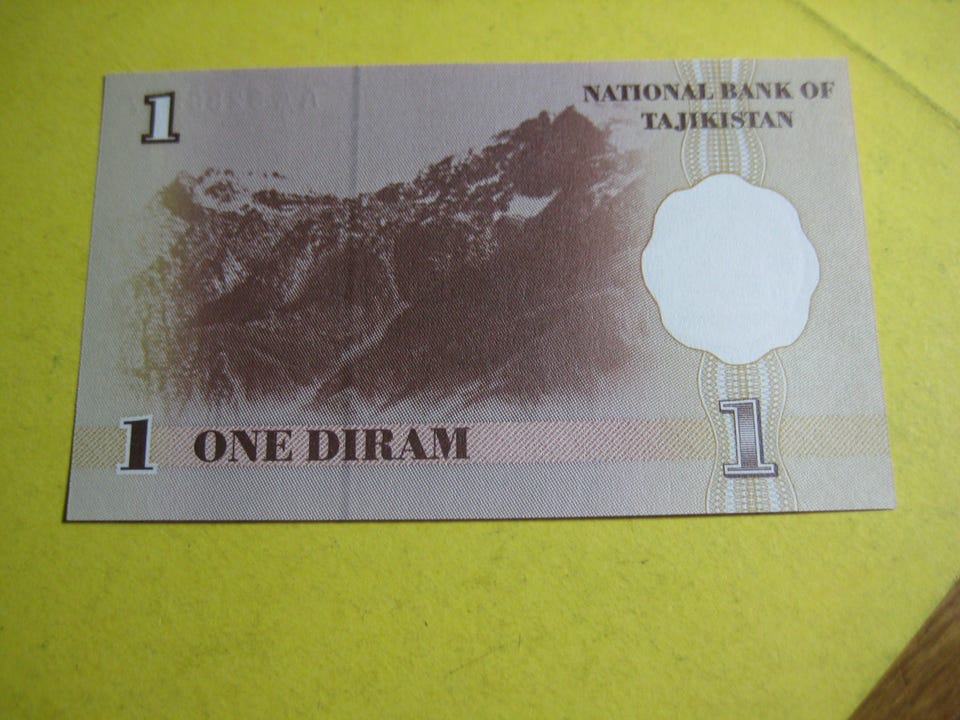 1
NATIONAL BANK OF
TAJIKISTAN
1 ONE DIRAM
1